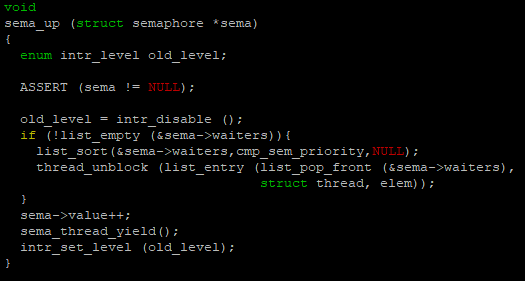 void
sema_up (struct semaphore *sema)
{
  enum intr_level old_level;

  ASSERT (sema != NULL);

  old_level = intr_disable ();
  if (!list_empty (&sema->waiters)){
    list_sort(&sema->waiters,cmp_sem_priority,NULL);
    thread_unblock (list_entry (list_pop_front (&sema->waiters),
                                struct thread, elem));
  }
  sema->value++;
  sema_thread_yield();
  intr_set_level (old_level);
}